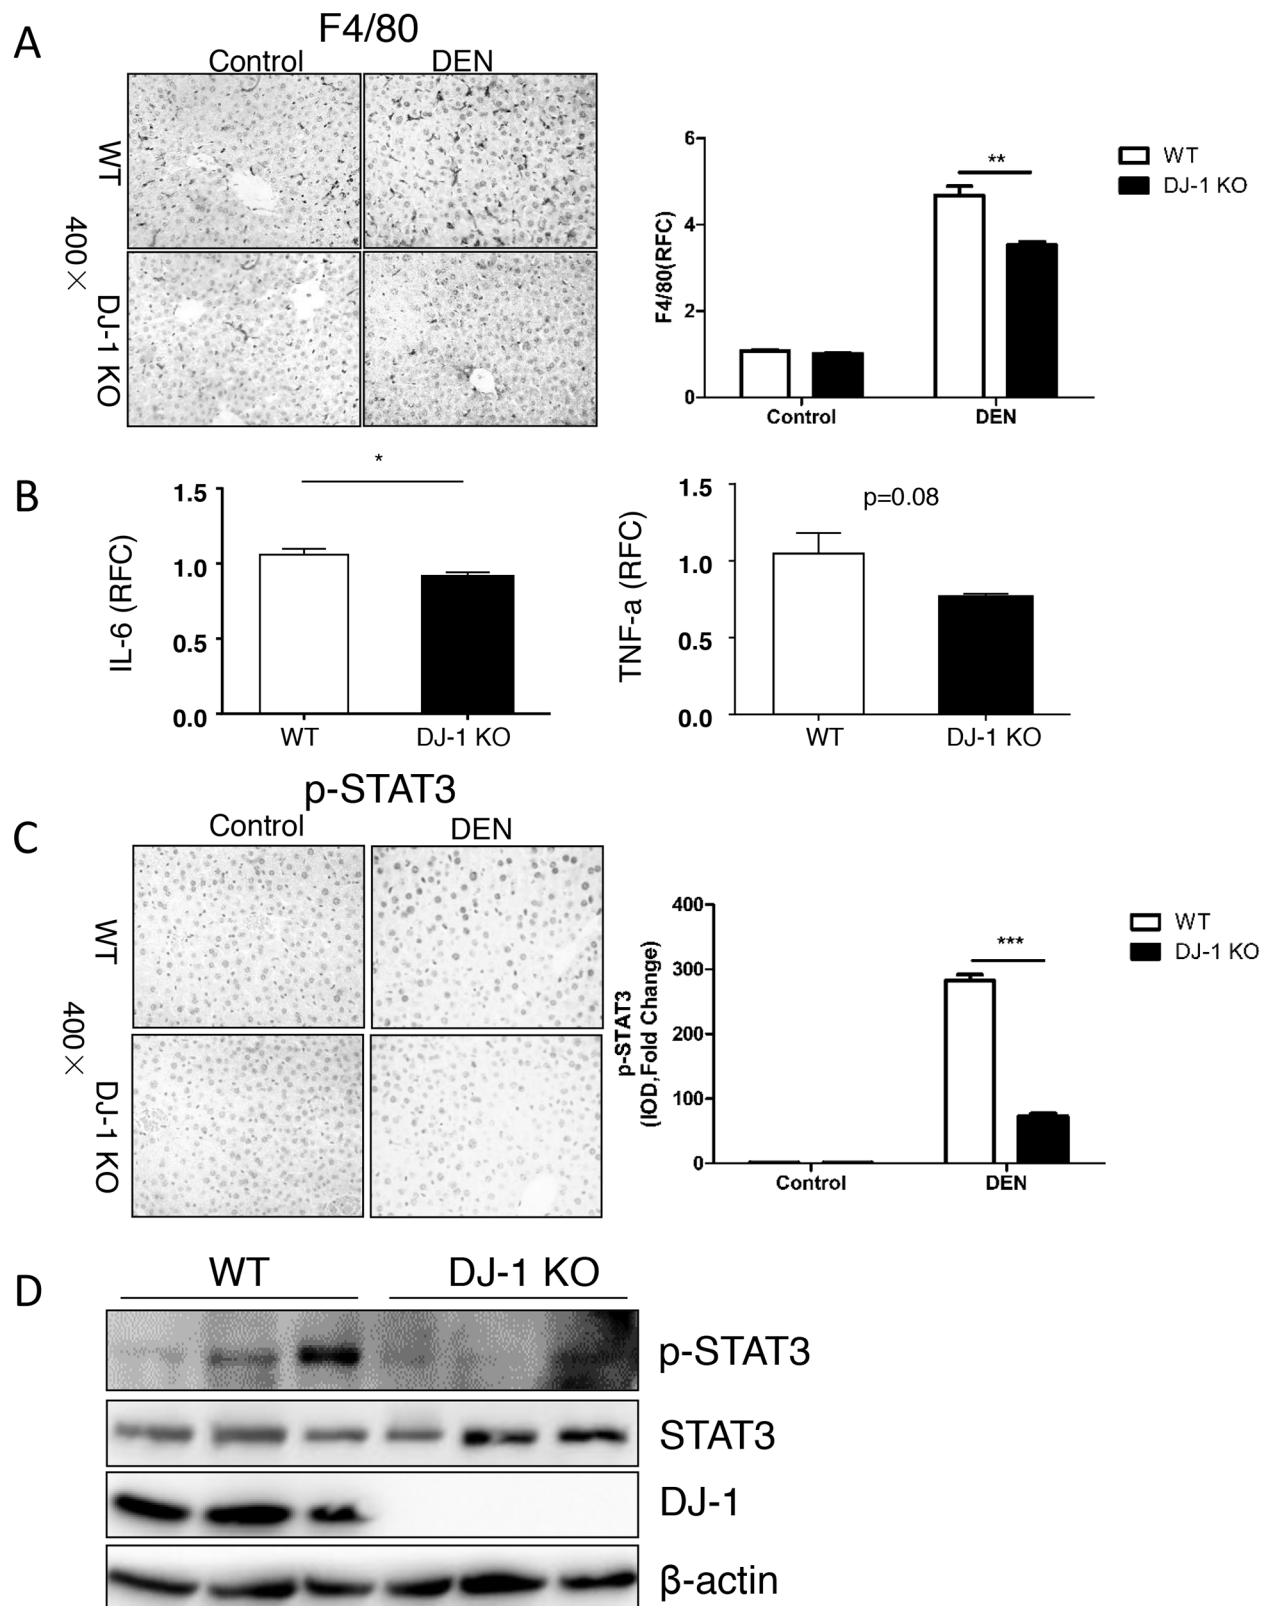 A
F4/80
Control DEN
WT
400×
DJ-1 KO
F4/80(RFC)
6
4
2
0
**
Control DEN
WT
DJ-1 KO
B
IL-6 (RFC)
1.5
1.0
0.5
0.0
*
WT DJ-1 KO
TNF-a (RFC)
1.5
1.0
0.5
0.0
p=0.08
WT DJ-1 KO
C
p-STAT3
Control DEN
WT
400×
DJ-1 KO
p-STAT3
(IOD,Fold Change)
400
300
200
100
0
***
Control DEN
WT
DJ-1 KO
D
WT DJ-1 KO
p-STAT3
STAT3
DJ-1
β-actin